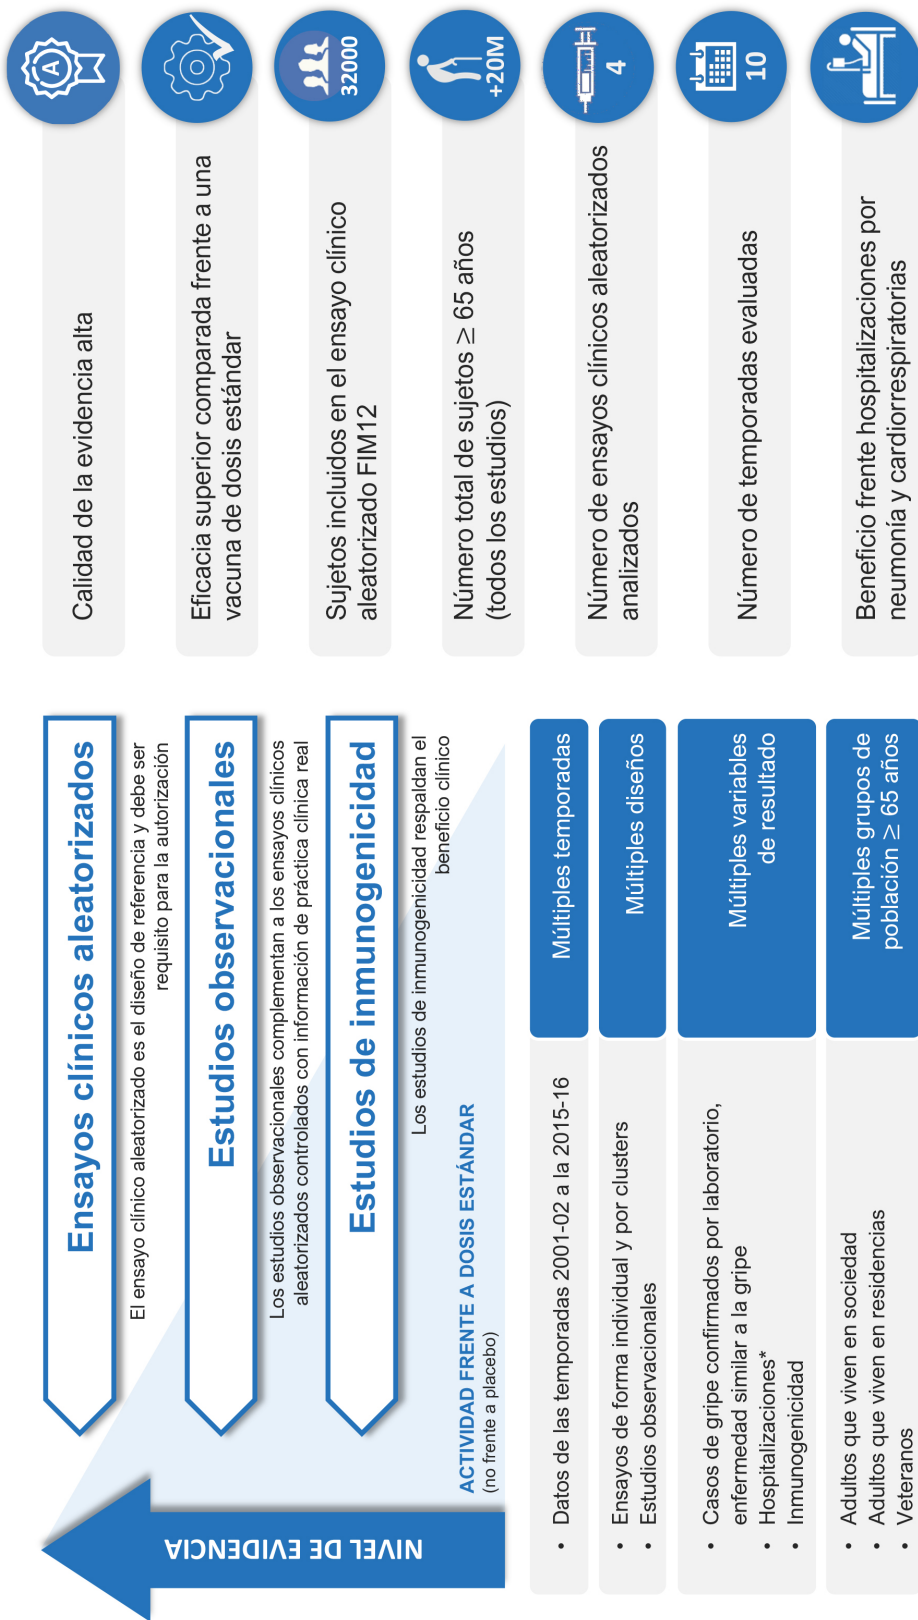 NIVEL DE EVIDENCIA
Ensayos clínicos aleatorizados
El ensayo clínico aleatorizado es el diseño de referencia y debe ser
requisito para la autorización
Estudios observacionales
Los estudios observacionales complementan a los ensayos clínicos
aleatorizados controlados con información de práctica clínica real
Estudios de inmunogenicidad
Los estudios de inmunogenicidad respaldan el
beneficio clínico
ACTIVIDAD FRENTE A DOSIS ESTÁNDAR
(no frente a placebo)
• Datos de las temporadas 2001-02 a la 2015-16
Múltiples temporadas
• Ensayos de forma individual y por clusters
• Estudios observacionales
Múltiples diseños
• Casos de gripe confirmados por laboratorio,
enfermedad similar a la gripe
• Hospitalizaciones*
• Inmunogenicidad
Múltiples variables
de resultado
• Adultos que viven en sociedad
• Adultos que viven en residencias
• Veteranos
Múltiples grupos de
población ≥ 65 años
Calidad de la evidencia alta
A
Eficacia superior comparada frente a una
vacuna de dosis estándar
Sujetos incluidos en el ensayo clínico
aleatorizado FIM12
32000
Número total de sujetos ≥ 65 años
(todos los estudios)
+20M
Número de ensayos clínicos aleatorizados
analizados
4
Número de temporadas evaluadas
10
Beneficio frente hospitalizaciones por
neumonía y cardiorrespiratorias